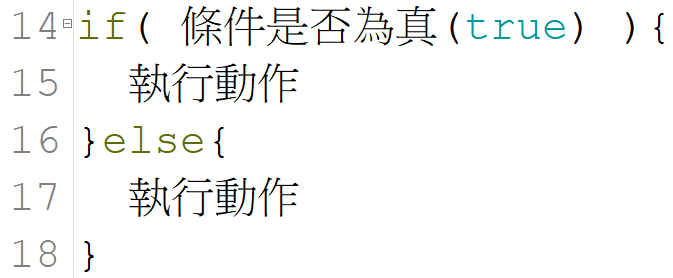 14 if( 條件是否為真(true) ){
15 執行動作
16 }else{
17 執行動作
18 }